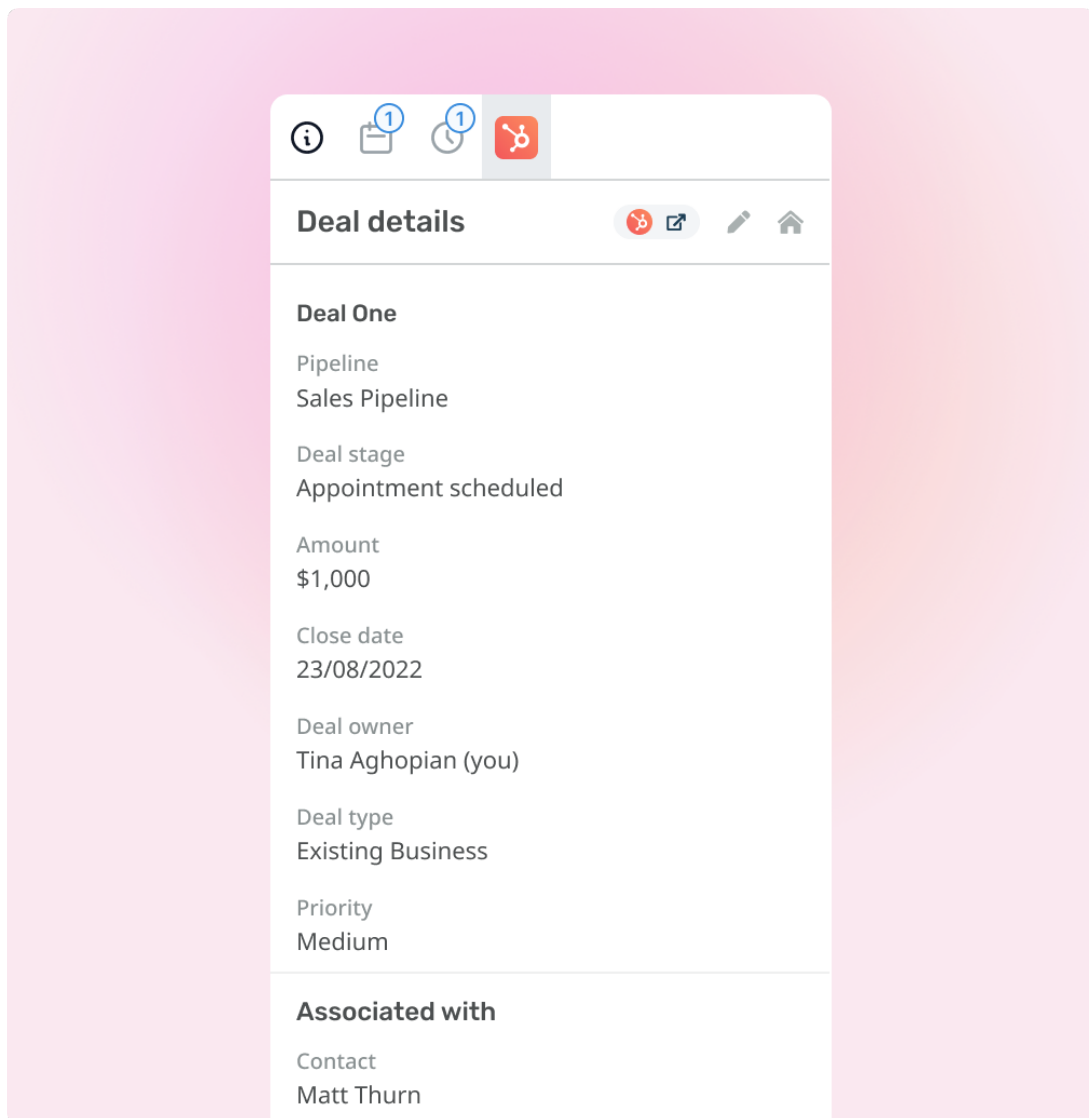 1
1
Deal details
Deal One
Pipeline
Sales Pipeline
Deal stage
Appointment scheduled
Amount
$1,000
Close date
23/08/2022
Deal owner
Tina Aghopian (you)
Deal type
Existing Business
Priority
Medium
Associated with
Contact
Matt Thurn